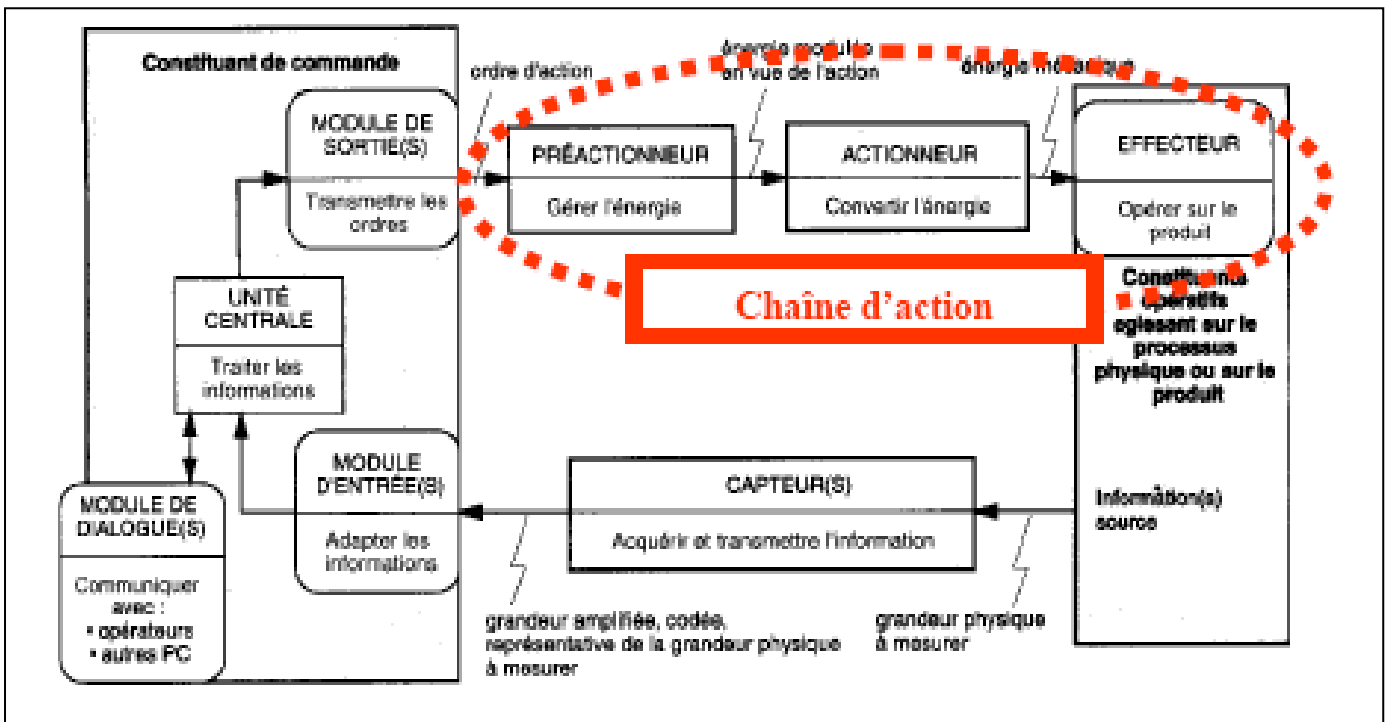 Constituant de commande
MODULE DE
SORTIE(S)
Transmettre les
ordres
ordre d'action
PRÉACTIONNEUR
Gérer l'énergie
énergie modulée
en vue de l'action
ACTIONNEUR
Convertir l'énergie
énergie mécanique
EFFECTEUR
Opérer sur le
produit
Chaîne d'action
Constituants
opératifs
agissant sur le
processus
physique ou sur le
produit
UNITÉ
CENTRALE
Traiter les
informations
MODULE
D'ENTRÉE(S)
Adapter les
informations
CAPTEUR(S)
Acquérir et transmettre l'information
Information(s)
source
MODULE DE
DIALOGUE(S)
Communiquer
avec :
• opérateurs
• autres PC
grandeur amplifiée, codée,
représentative de la grandeur physique
à mesurer
grandeur physique
à mesurer